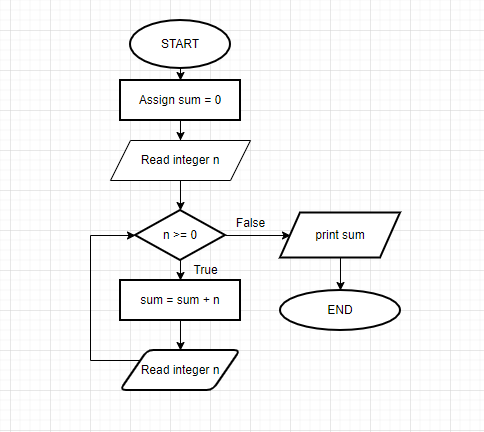 START
Assign sum = 0
Read integer n
n >= 0
False
print sum
True
sum = sum + n
END
Read integer n